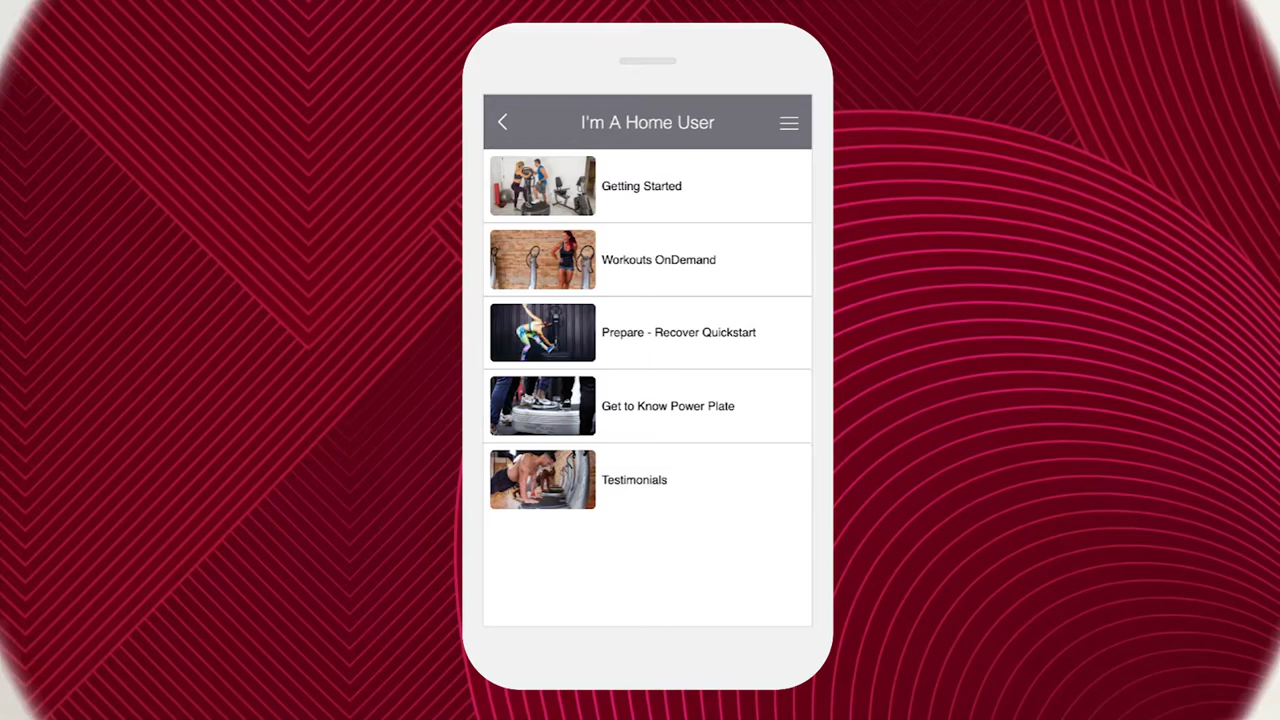 I'm A Home User
Getting Started
Workouts OnDemand
Prepare - Recover Quickstart
Get to Know Power Plate
Testimonials